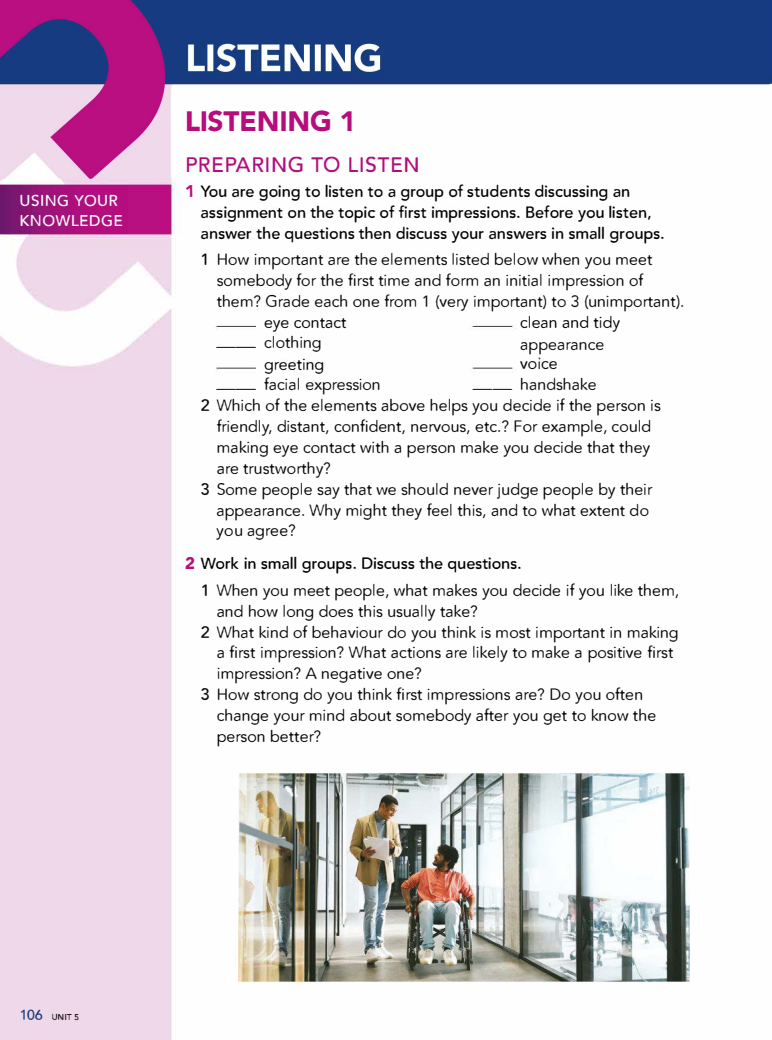 LISTENING
LISTENING 1
PREPARING TO LISTEN
USING YOUR
KNOWLEDGE
1 You are going to listen to a group of students discussing an
assignment on the topic of first impressions. Before you listen,
answer the questions then discuss your answers in small groups.
1 How important are the elements listed below when you meet
somebody for the first time and form an initial impression of
them? Grade each one from 1 (very important) to 3 (unimportant).
_____ eye contact
_____ clothing
_____ greeting
_____ facial expression
_____ clean and tidy
appearance
_____ voice
_____ handshake
2 Which of the elements above helps you decide if the person is
friendly, distant, confident, nervous, etc.? For example, could
making eye contact with a person make you decide that they
are trustworthy?
3 Some people say that we should never judge people by their
appearance. Why might they feel this, and to what extent do
you agree?
2 Work in small groups. Discuss the questions.
1 When you meet people, what makes you decide if you like them,
and how long does this usually take?
2 What kind of behaviour do you think is most important in making
a first impression? What actions are likely to make a positive first
impression? A negative one?
3 How strong do you think first impressions are? Do you often
change your mind about somebody after you get to know the
person better?
106 UNIT 5